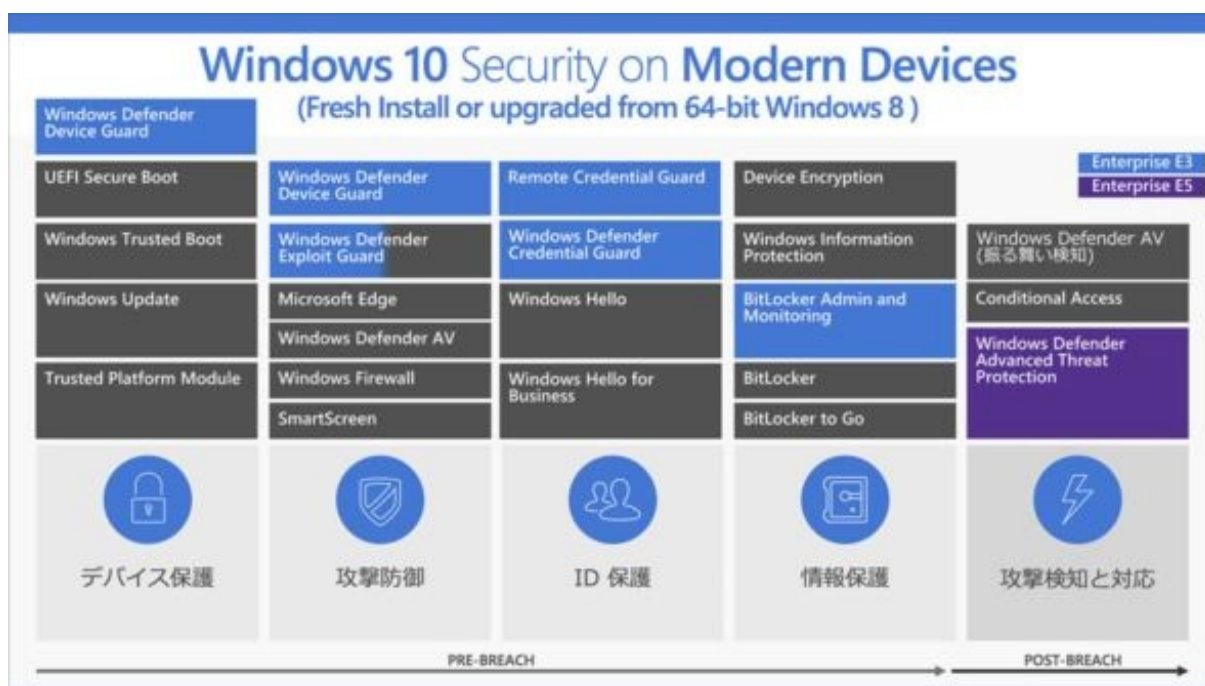 Windows 10 Security on Modern Devices
(Fresh Install or upgraded from 64-bit Windows 8 )
Enterprise E3
Enterprise E5
Windows Defender
Device Guard
UEFI Secure Boot
Windows Trusted Boot
Windows Update
Trusted Platform Module
デバイス保護
Windows Defender
Device Guard
Windows Defender
Exploit Guard
Microsoft Edge
Windows Defender AV
Windows Firewall
SmartScreen
攻撃防御
Remote Credential Guard
Windows Defender
Credential Guard
Windows Hello
Windows Hello for
Business
ID 保護
Device Encryption
Windows Information
Protection
BitLocker Admin and
Monitoring
BitLocker
BitLocker to Go
情報保護
Windows Defender AV
(振る舞い検知)
Conditional Access
Windows Defender
Advanced Threat
Protection
攻撃検知と対応
PRE-BREACH
POST-BREACH